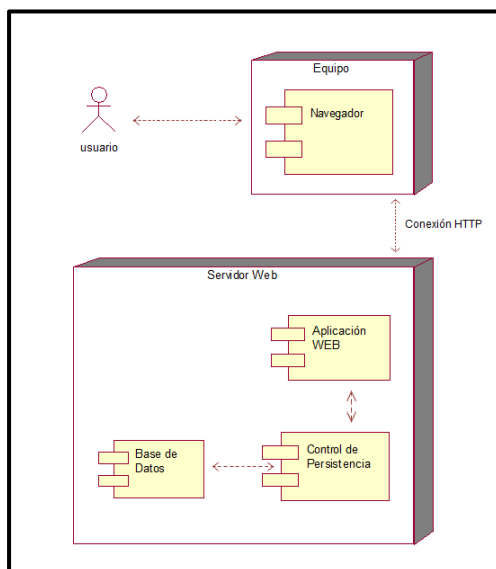 Equipo
Navegador
usuario
Conexión HTTP
Servidor Web
Aplicación
WEB
Base de
Datos
Control de
Persistencia